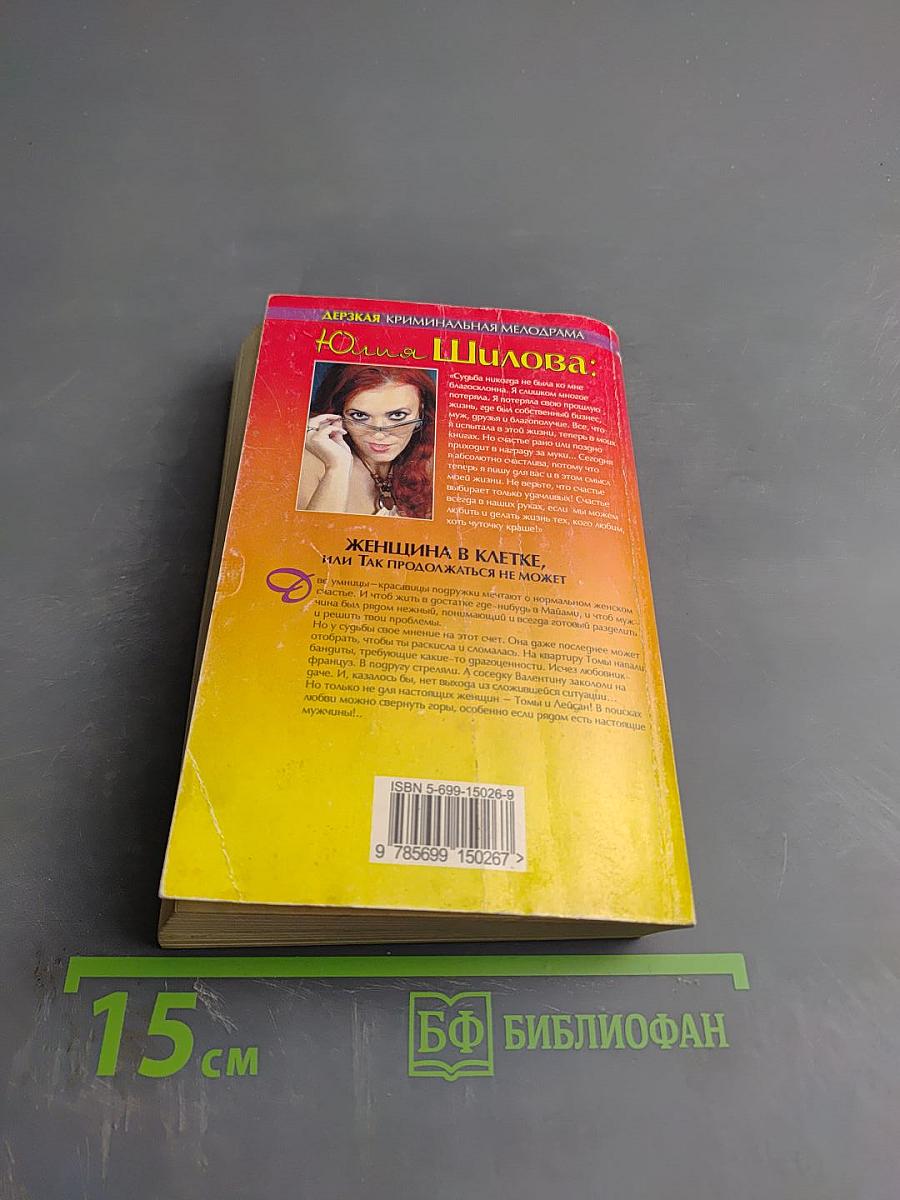 ДЕРЗКАЯ КРИМИНАЛЬНАЯ МЕЛОДРАМА
Юлия Шилова:
«Судьба никогда не была ко мне
благосклонна. Я слишком многое
потеряла. Я потеряла свою прошлую
жизнь, где был собственный бизнес,
муж, друзья и благополучие. Все, что
я испытала в этой жизни, теперь в моих
книгах. Но счастье рано или поздно
приходит в награду за муки... Сегодня
я абсолютно счастлива, потому что
теперь я пишу для вас и в этом смысл
моей жизни. Не верьте, что счастье
выбирает только удачливых! Счастье
всегда в наших руках, если мы можем
любить и делать жизнь тех, кого любим,
хоть чуточку краше!»
ЖЕНЩИНА В КЛЕТКЕ,
ИЛИ ТАК ПРОДОЛЖАТЬСЯ НЕ МОЖЕТ
Две умницы-красавицы подружки мечтают о нормальном женском
счастье. И чтоб жить в достатке где-нибудь в Майами, и чтоб муж-
чина был рядом нежный, понимающий и всегда готовый разделить
и решить твои проблемы.
Но у судьбы свое мнение на этот счет. Она даже последнее может
отобрать, чтобы ты раскисла и сломалась. На квартиру Томы напали
бандиты, требующие какие-то драгоценности. Исчез любовник-
француз. В подругу стреляли. А соседку Валентину закололи на
даче. И, казалось бы, нет выхода из сложившейся ситуации...
Но только не для настоящих женщин — Томы и Лейсан! В поисках
любви можно свернуть горы, особенно если рядом есть настоящие
мужчины!..
ISBN 5-699-15026-9
9 785699 150267 >
15 см
БФ БИБЛИОФАН